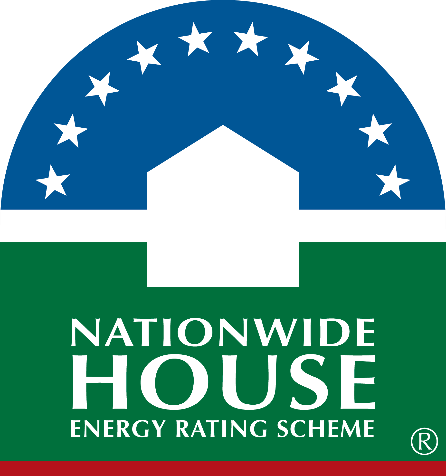 NATIONWIDE
HOUSE
ENERGY RATING SCHEME
®